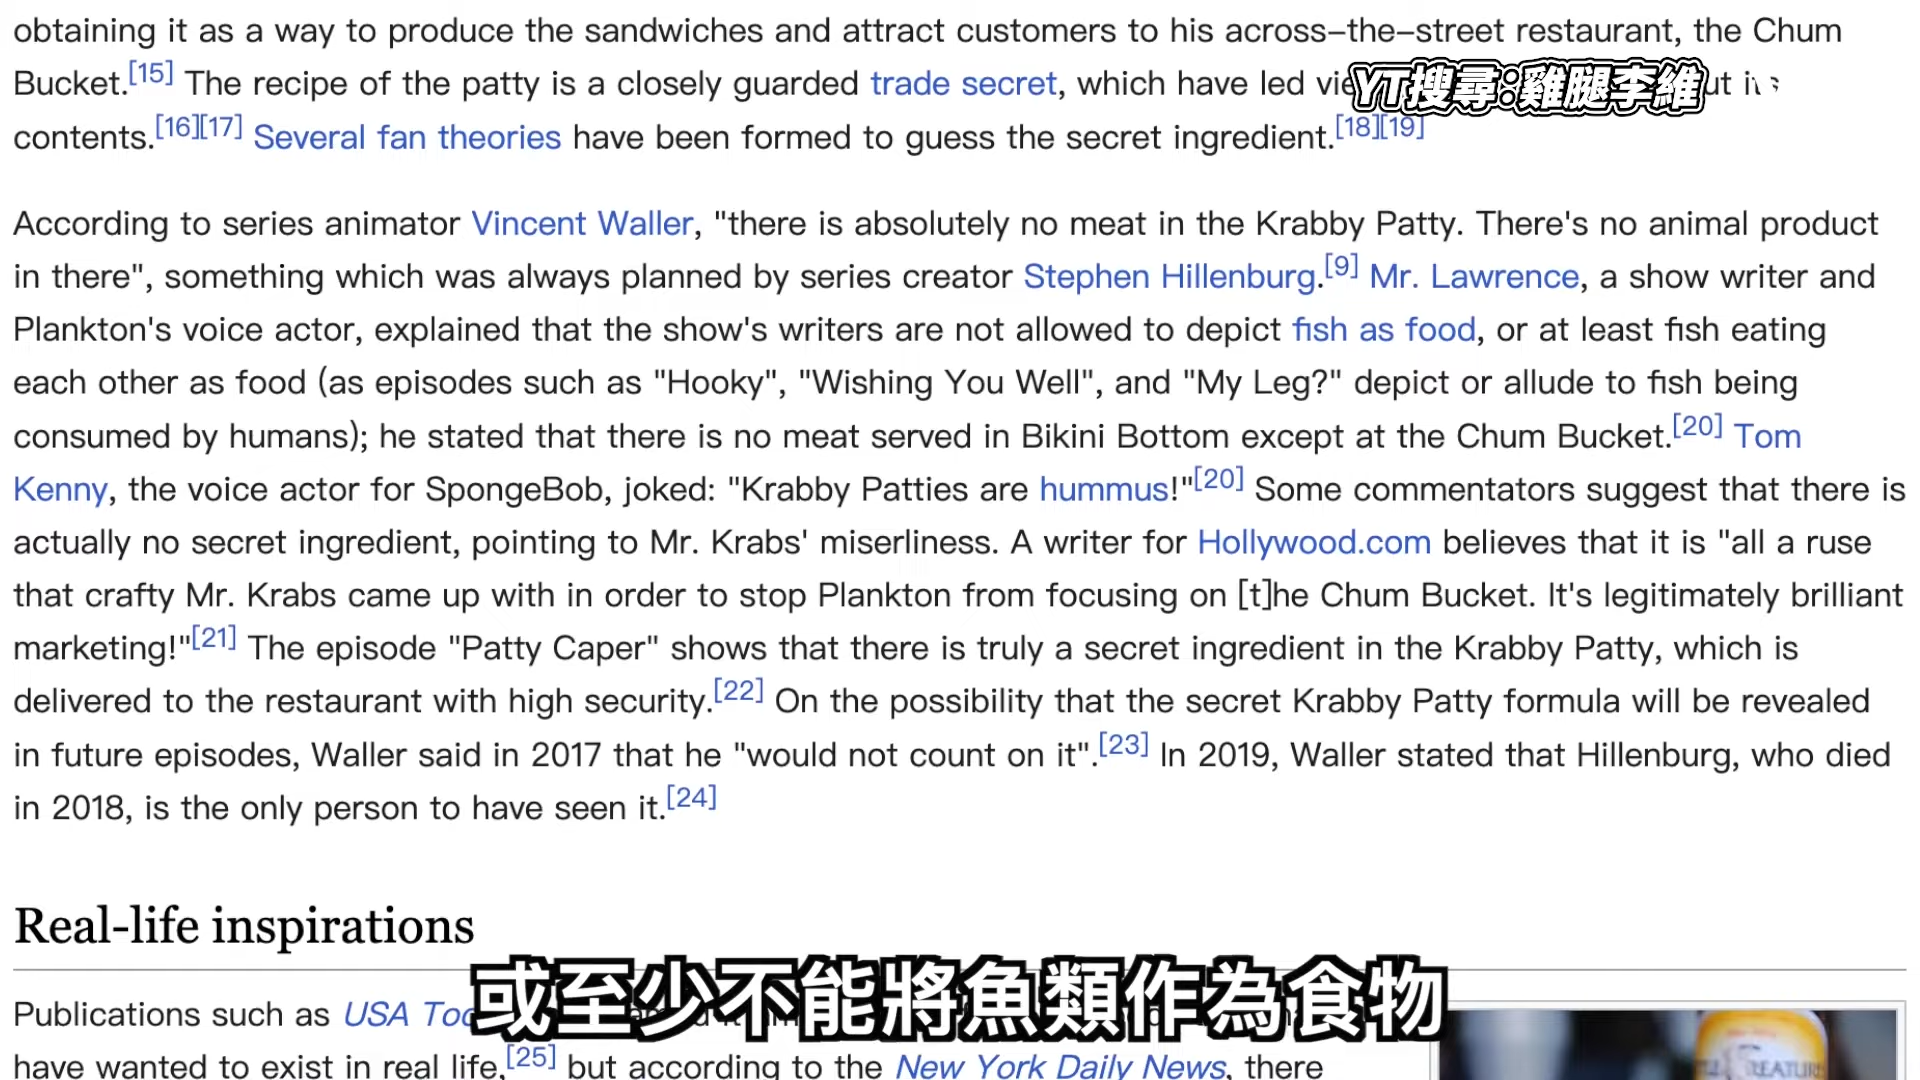 obtaining it as a way to produce the sandwiches and attract customers to his across–the–street restaurant, the Chum
Bucket.[15] The recipe of the patty is a closely guarded trade secret, which have led
YT搜尋:雞腿李維
contents.[16][17] Several fan theories have been formed to guess the secret ingredient.[18][19]
According to series animator Vincent Waller, "there is absolutely no meat in the Krabby Patty. There's no animal product
in there", something which was always planned by series creator Stephen Hillenburg.[9] Mr. Lawrence, a show writer and
Plankton's voice actor, explained that the show's writers are not allowed to depict fish as food, or at least fish eating
each other as food (as episodes such as "Hooky", "Wishing You Well", and "My Leg?" depict or allude to fish being
consumed by humans); he stated that there is no meat served in Bikini Bottom except at the Chum Bucket.[20] Tom
Kenny, the voice actor for SpongeBob, joked: "Krabby Patties are hummus!"[20] Some commentators suggest that there is
actually no secret ingredient, pointing to Mr. Krabs' miserliness. A writer for Hollywood.com believes that it is "all a ruse
that crafty Mr. Krabs came up with in order to stop Plankton from focusing on [t]he Chum Bucket. It's legitimately brilliant
marketing!"[21] The episode "Patty Caper" shows that there is truly a secret ingredient in the Krabby Patty, which is
delivered to the restaurant with high security.[22] On the possibility that the secret Krabby Patty formula will be revealed
in future episodes, Waller said in 2017 that he "would not count on it".[23] In 2019, Waller stated that Hillenburg, who died
in 2018, is the only person to have seen it.[24]
Real-life inspirations
Publications such as USA
或至少不能將魚類作為食物
have wanted to exist in real life,[25] but according to the New York Daily News, there